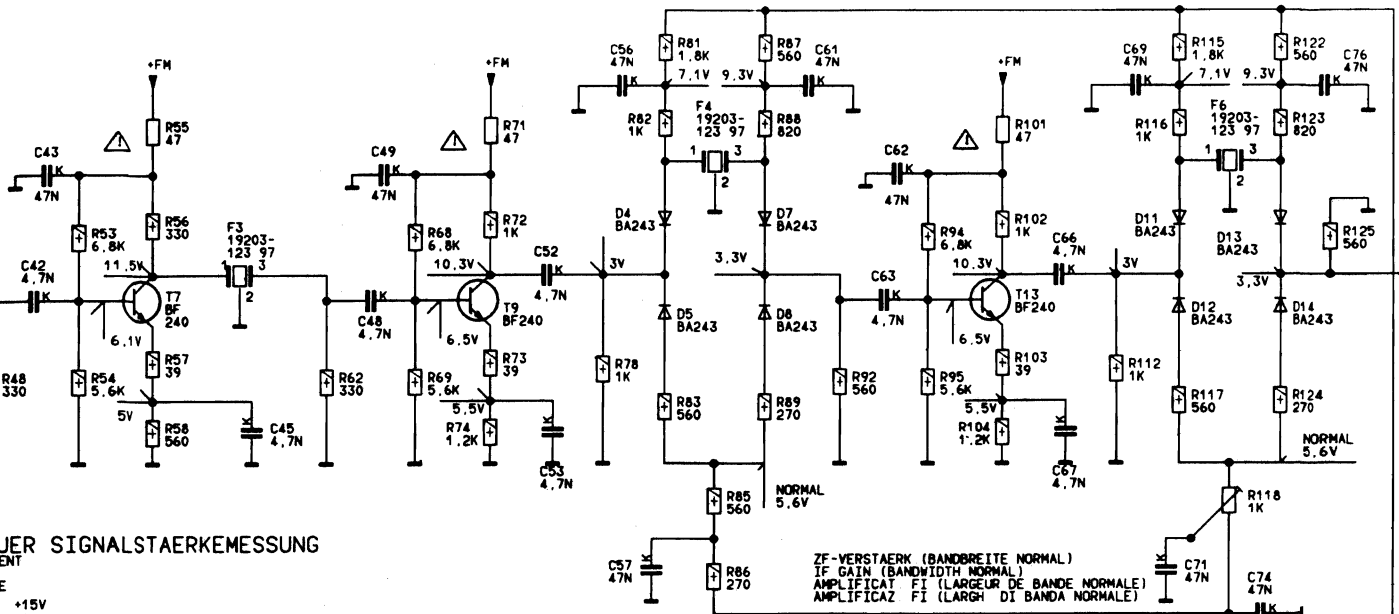 +FM
R55
47
C43
47N
R53
6,8K
R56
330
F3
19203-
123 97
1
3
2
11,5V
C42
4,7N
T7
BF
240
6,1V
R48
330
R54
5,6K
R57
39
5V
R58
560
C45
4,7N
R62
330
+FM
R71
47
C49
47N
R68
6,8K
R72
1K
10,3V
C52
4,7N
C48
4,7N
T9
BF240
6,5V
R69
5,6K
R73
39
5,5V
R74
1,2K
C53
4,7N
3V
R78
1K
C56
47N
R81
1,8K
R87
560
C61
47N
7,1V
9,3V
R82
1K
F4
19203-
123 97
R88
820
1
3
2
D4
BA243
D7
BA243
3,3V
D5
BA243
D8
BA243
R83
560
R89
270
NORMAL
5,6V
R85
560
C57
47N
R86
270
+FM
R101
47
C62
47N
R94
6,8K
R102
1K
10,3V
C66
4,7N
C63
4,7N
T13
BF240
6,5V
R92
560
R95
5,6K
R103
39
5,5V
R104
1,2K
C67
4,7N
3V
R112
1K
C69
47N
R115
1,8K
R122
560
C76
47N
7,1V
9,3V
R116
1K
F6
19203-
123 97
R123
820
1
3
2
D11
BA243
D13
BA243
R125
560
3,3V
D12
BA243
D14
BA243
R117
560
R124
270
NORMAL
5,6V
R118
1K
C71
47N
C74
47N
UER SIGNALSTAERKEMESSUNG
ENT
E
+15V
ZF-VERSTAERK (BANDBREITE NORMAL)
IF GAIN (BANDWIDTH NORMAL)
AMPLIFICAT FI (LARGEUR DE BANDE NORMALE)
AMPLIFICAZ FI (LARGH DI BANDA NORMALE)